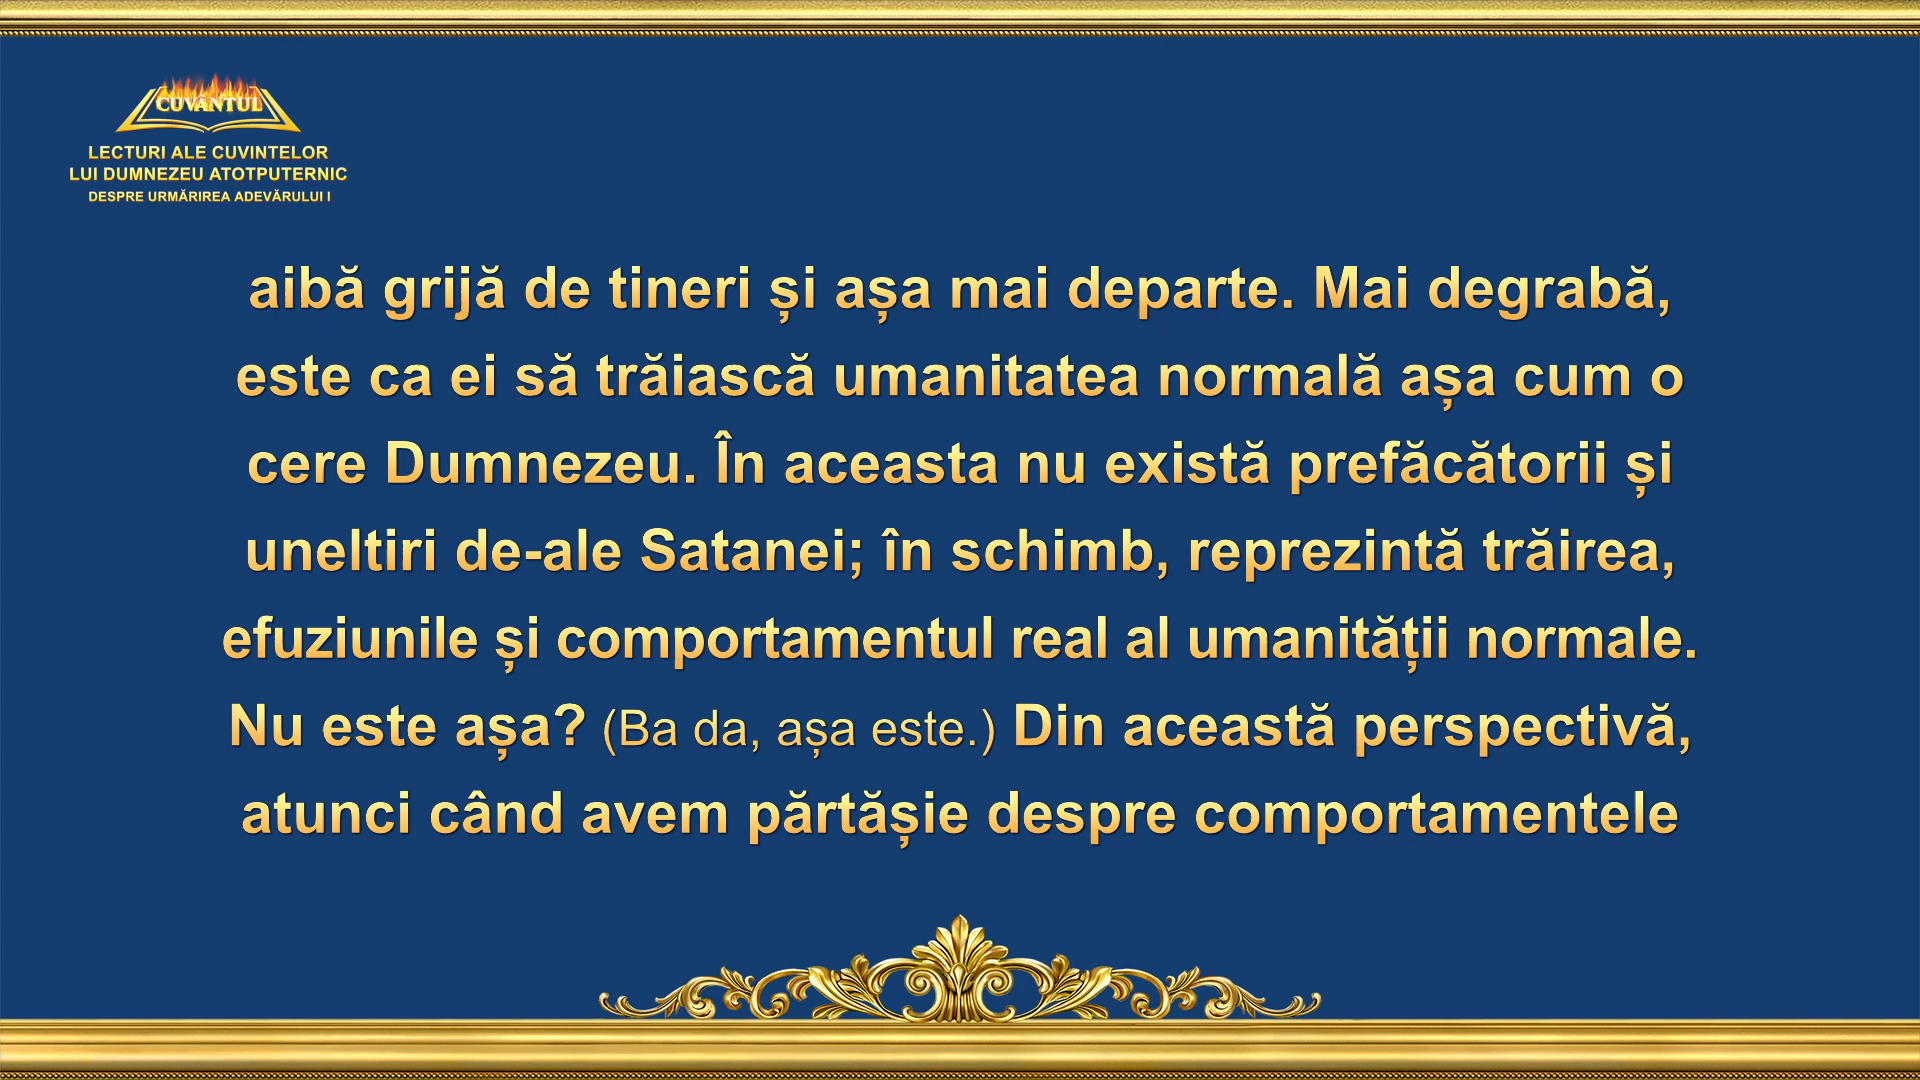 CUVÂNTUL
LECTURI ALE CUVINTELOR
LUI DUMNEZEU ATOTPUTERNIC
DESPRE URMĂRIREA ADEVĂRULUI I
aibă grijă de tineri și așa mai departe. Mai degrabă,
este ca ei să trăiască umanitatea normală așa cum o
cere Dumnezeu. În aceasta nu există prefăcătorii și
uneltiri de-ale Satanei; în schimb, reprezintă trăirea,
efuziunile și comportamentul real al umanității normale.
Nu este așa? (Ba da, așa este.) Din această perspectivă,
atunci când avem părtășie despre comportamentele